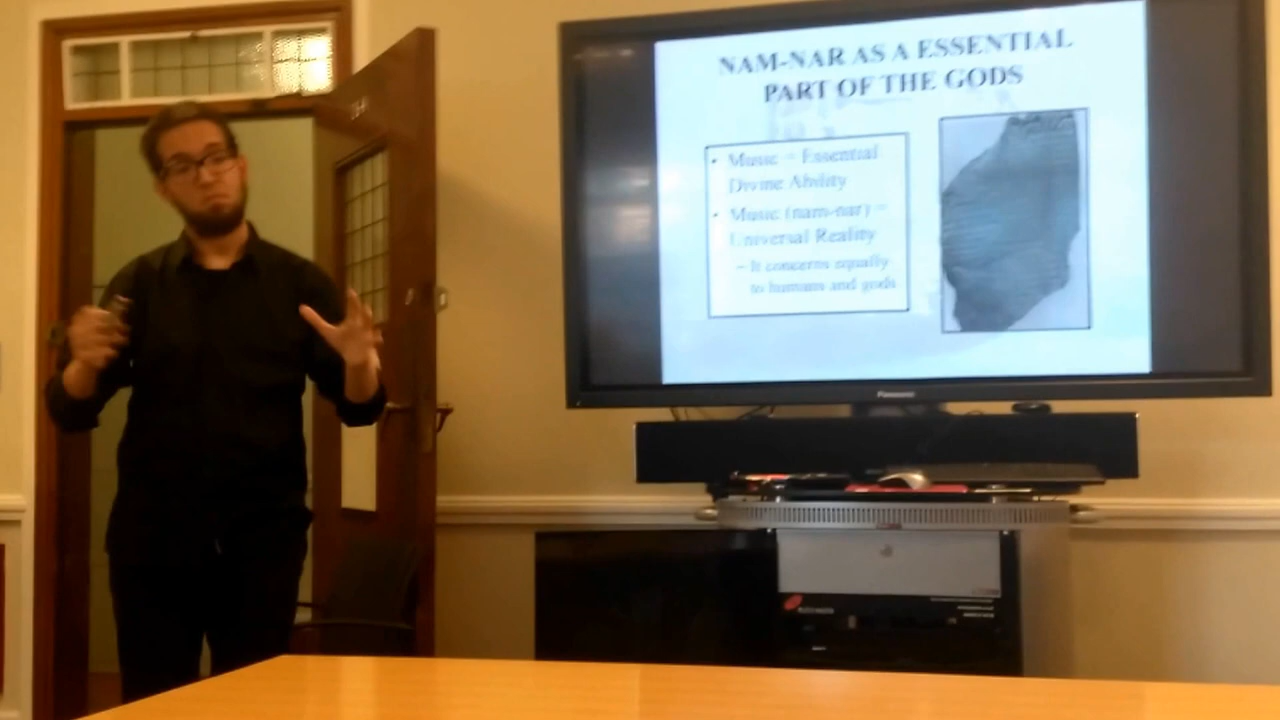 NAM-NAR AS A ESSENTIAL
PART OF THE GODS
• Music = Essential
Divine Ability
• Music (nam-nar) =
Universal Reality
– It concerns equally
to humans and gods
Panasonic